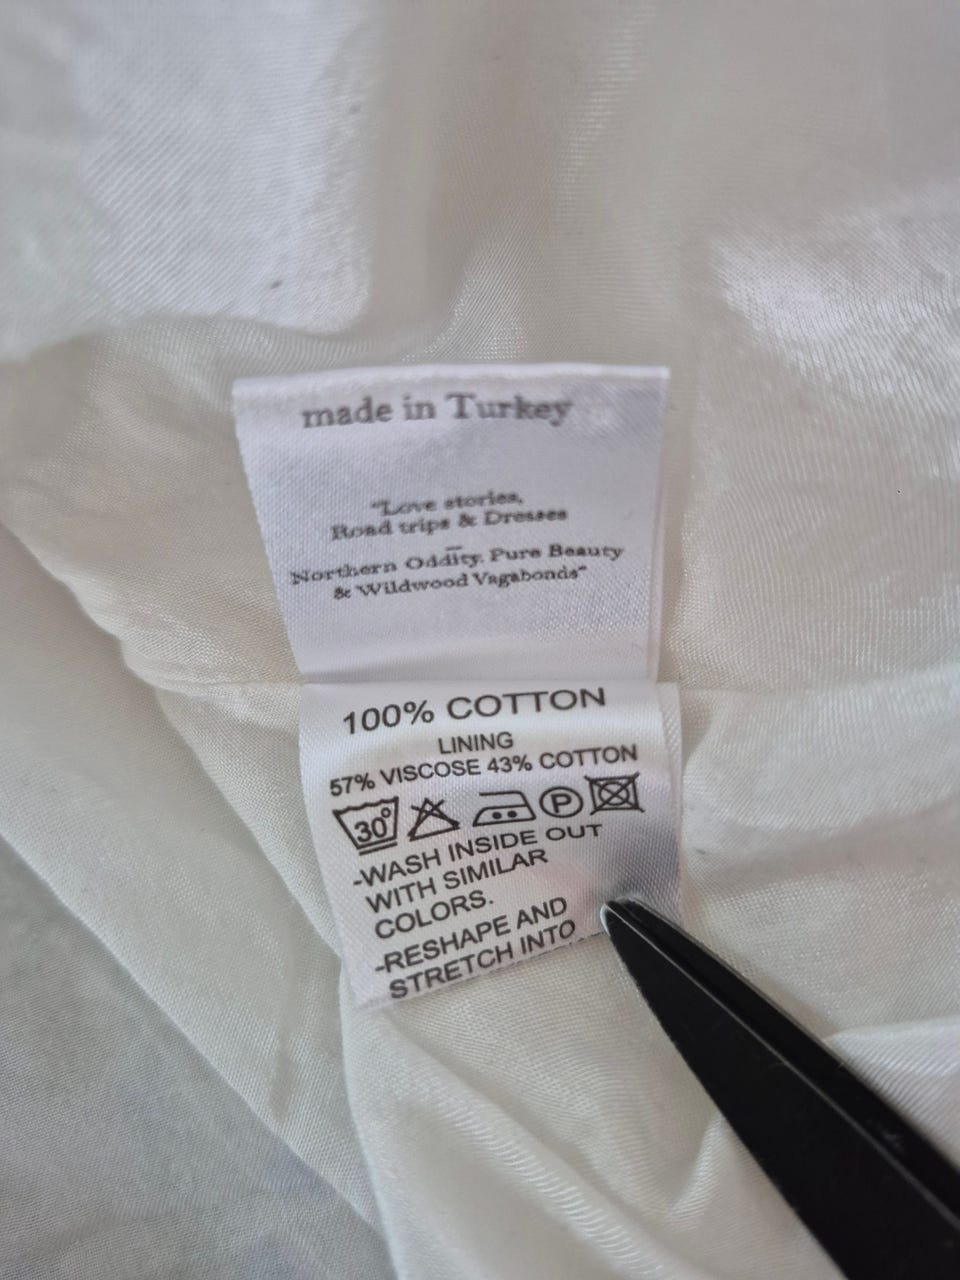 made in Turkey
"Love stories,
Road trips & Dresses
–
Northern Oddity, Pure Beauty
& Wildwood Vagabonds"
100% COTTON
LINING
57% VISCOSE 43% COTTON
30° P
-WASH INSIDE OUT
WITH SIMILAR
COLORS.
-RESHAPE AND
STRETCH INTO